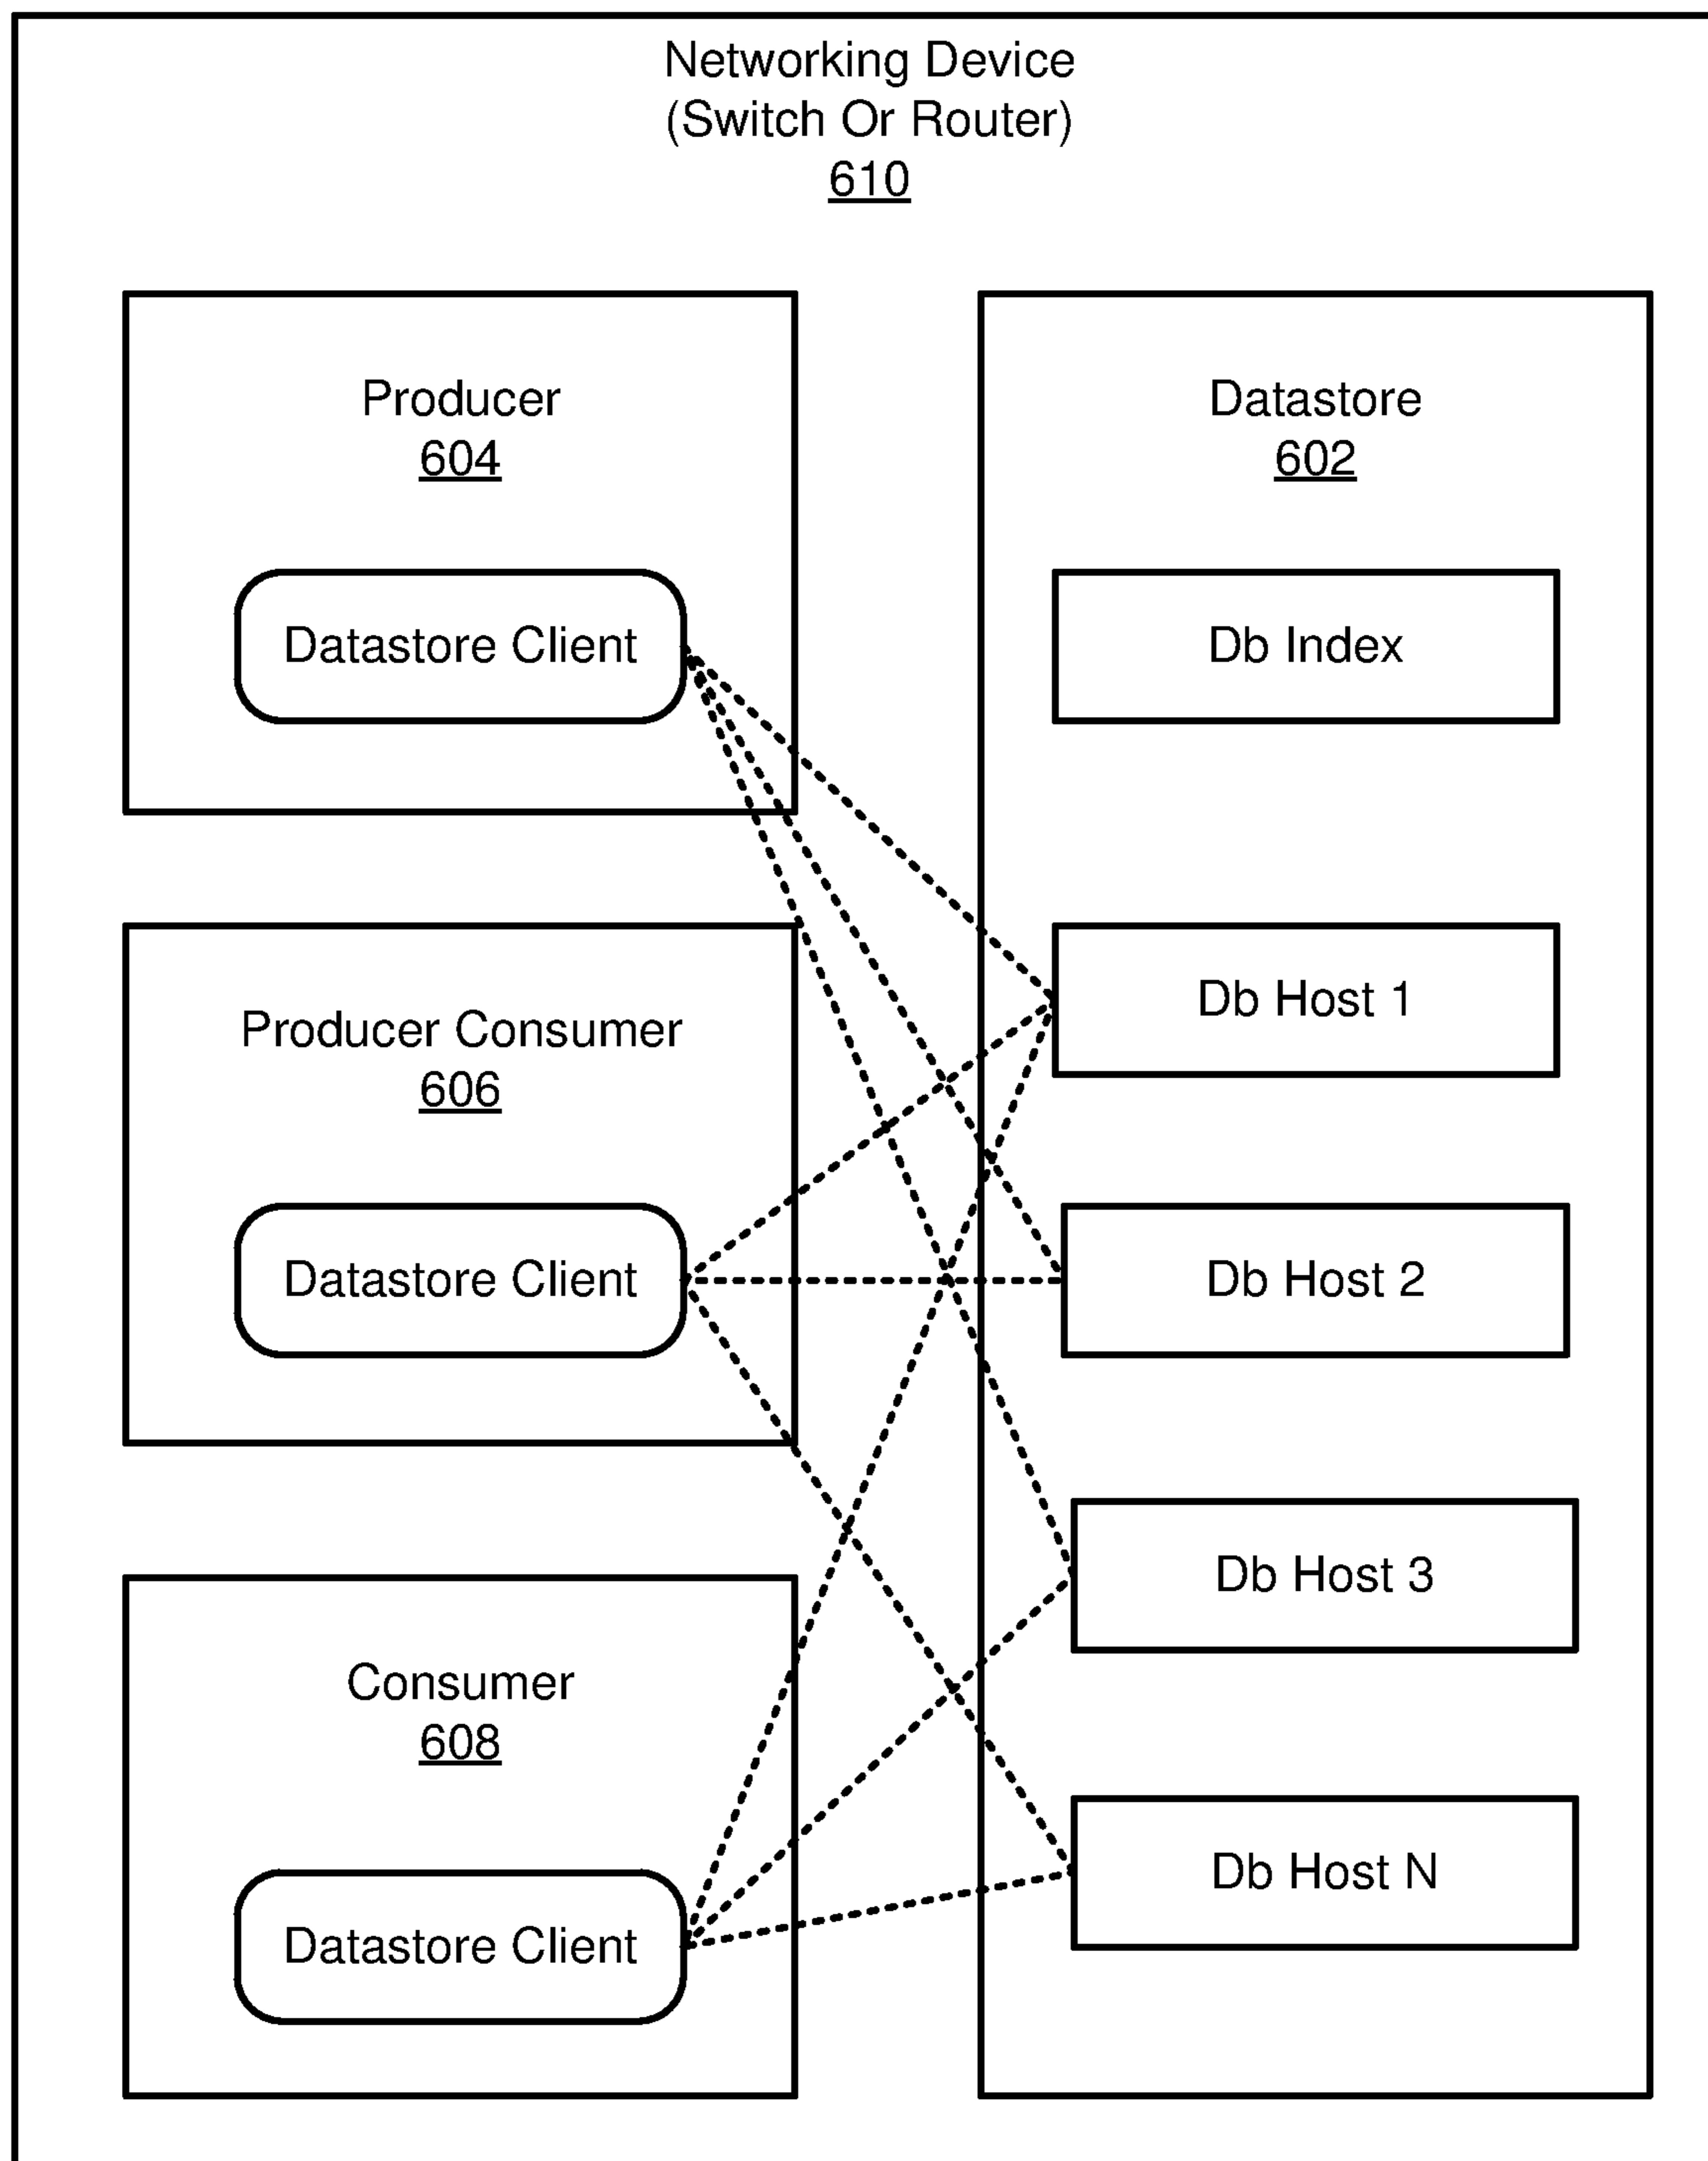 Networking Device
(Switch Or Router)
610
Producer
604
Datastore Client
Producer Consumer
606
Datastore Client
Consumer
608
Datastore Client
Datastore
602
Db Index
Db Host 1
Db Host 2
Db Host 3
Db Host N